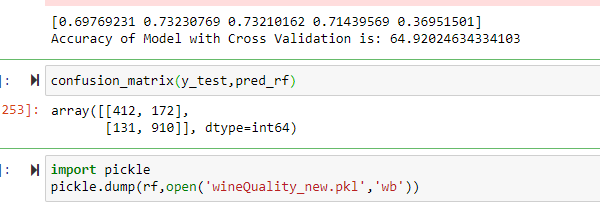 [0.69769231 0.73230769 0.73210162 0.71439569 0.36951501]
Accuracy of Model with Cross Validation is: 64.92024634334103
]: confusion_matrix(y_test,pred_rf)
253]: array([[412, 172],
[131, 910]], dtype=int64)
]: import pickle
pickle.dump(rf,open('wineQuality_new.pkl','wb'))